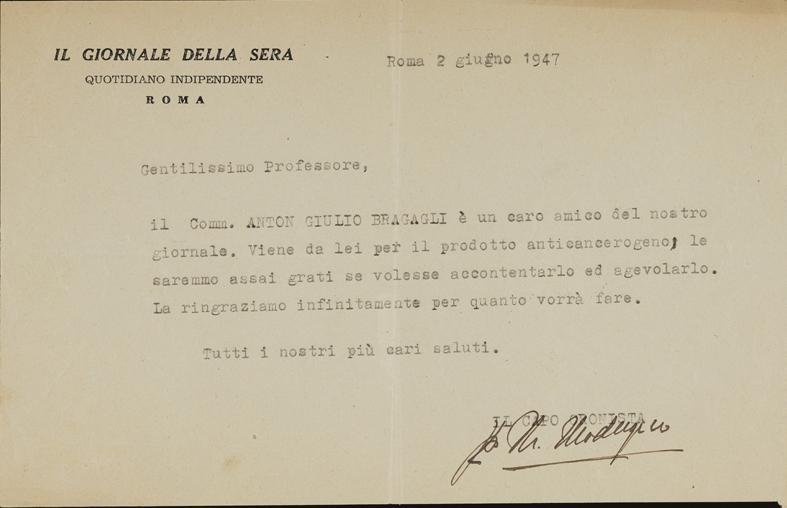 IL GIORNALE DELLA SERA
QUOTIDIANO INDIPENDENTE
ROMA
Roma 2 giugno 1947
Gentilissimo Professore,
il Comm. ANTON GIULIO BRAGAGLI è un caro amico del nostro
giornale. Viene da lei per il prodotto anticancerogeno; le
saremmo assai grati se volesse accontentarlo ed agevolarlo.
La ringraziamo infinitamente per quanto vorrà fare.
Tutti i nostri più cari saluti.
IL CAPO CRONISTA